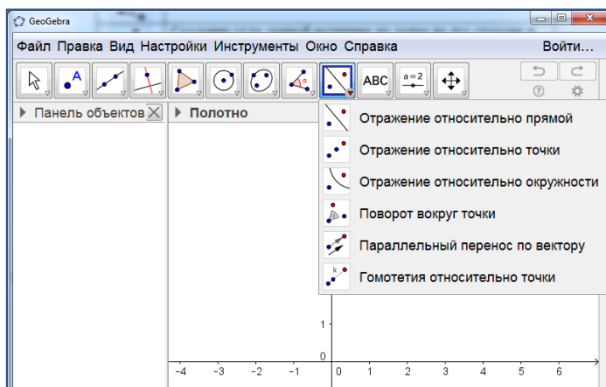 GeoGebra
Файл Правка Вид Настройки Инструменты Окно Справка Войти...
A ABC a=2
Панель объектов Полотно
Отражение относительно прямой
Отражение относительно точки
Отражение относительно окружности
Поворот вокруг точки
Параллельный перенос по вектору
k Гомотетия относительно точки
1
0
-4 -3 -2 -1 0 1 2 3 4 5 6